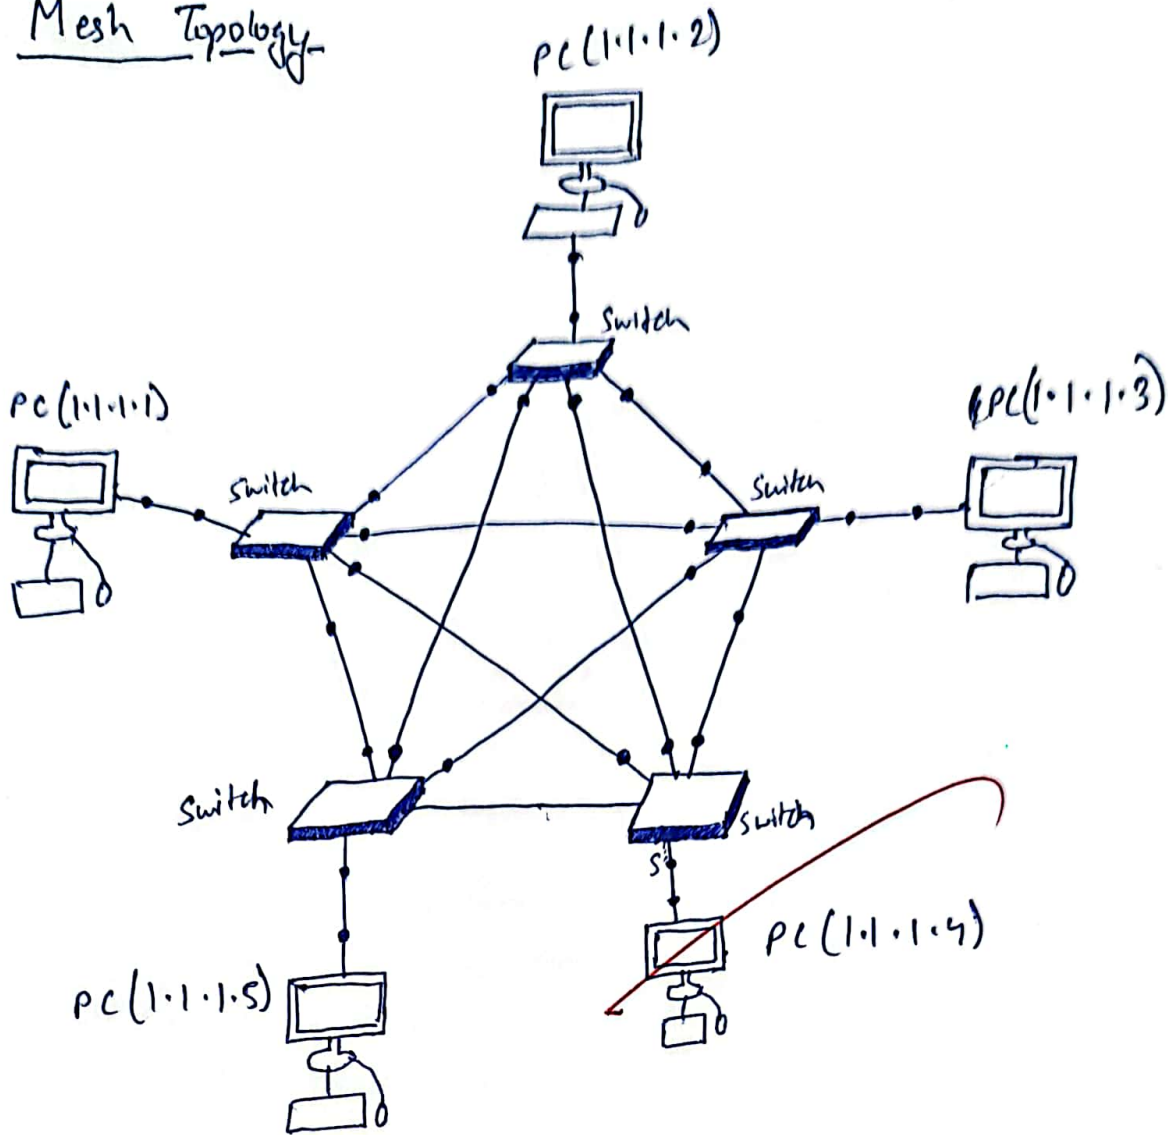 Mesh Topology
PC(1.1.1.2)
Switch
PC(1.1.1.1)
PC(1.1.1.3)
Switch
Switch
Switch
Switch
S
PC(1.1.1.4)
PC(1.1.1.5)